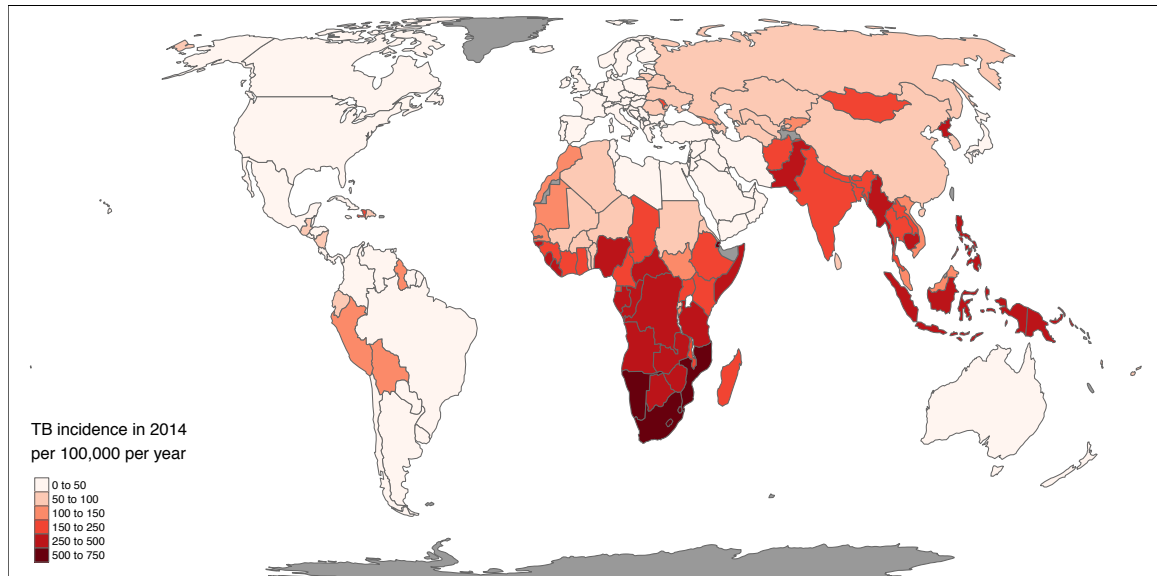 TB incidence in 2014
per 100,000 per year
0 to 50
50 to 100
100 to 150
150 to 250
250 to 500
500 to 750